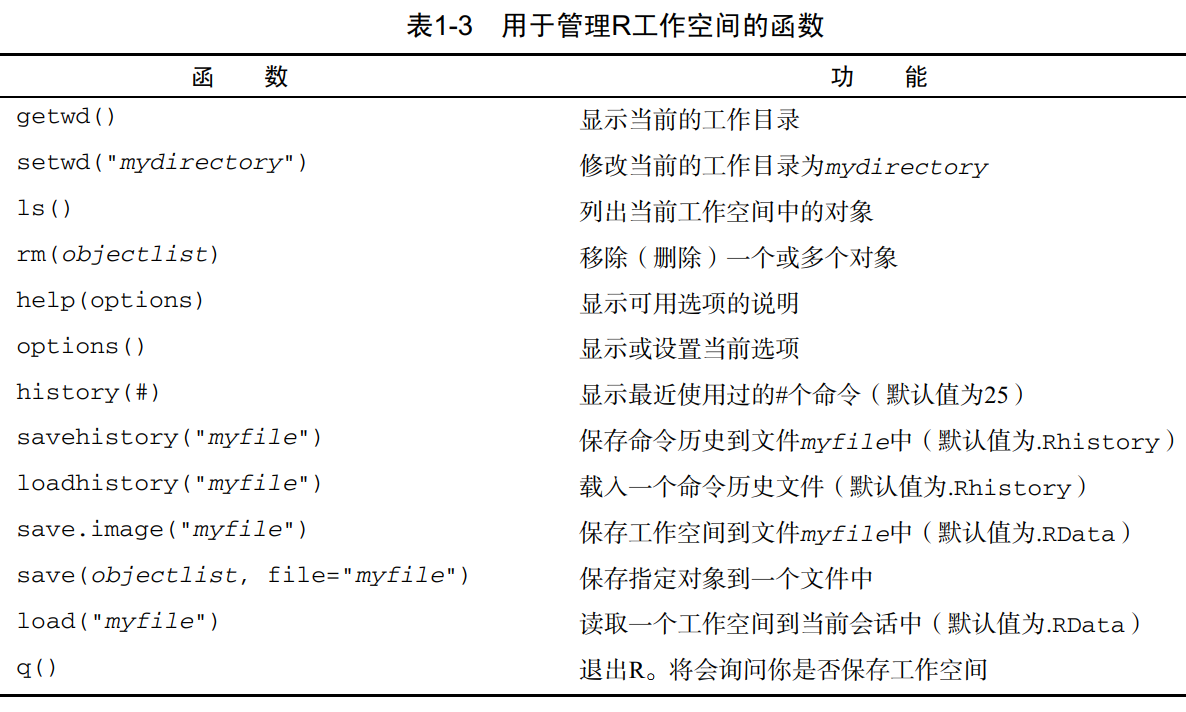 表1-3 用于管理R工作空间的函数
函 数 功 能
getwd() 显示当前的工作目录
setwd("mydirectory") 修改当前的工作目录为mydirectory
ls() 列出当前工作空间中的对象
rm(objectlist) 移除（删除）一个或多个对象
help(options) 显示可用选项的说明
options() 显示或设置当前选项
history(#) 显示最近使用过的#个命令（默认值为25）
savehistory("myfile") 保存命令历史到文件myfile中（默认值为.Rhistory）
loadhistory("myfile") 载入一个命令历史文件（默认值为.Rhistory）
save.image("myfile") 保存工作空间到文件myfile中（默认值为.RData）
save(objectlist, file="myfile") 保存指定对象到一个文件中
load("myfile") 读取一个工作空间到当前会话中（默认值为.RData）
q() 退出R。将会询问你是否保存工作空间